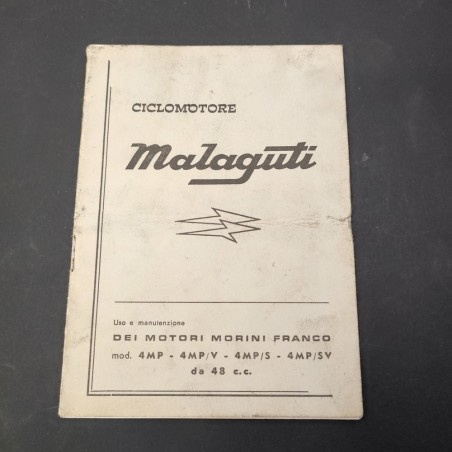 CICLOMOTORE
Malaguti
Uso e manutenzione
DEI MOTORI MORINI FRANCO
mod. 4MP - 4MP/V - 4MP/S - 4MP/SV
da 48 c.c.